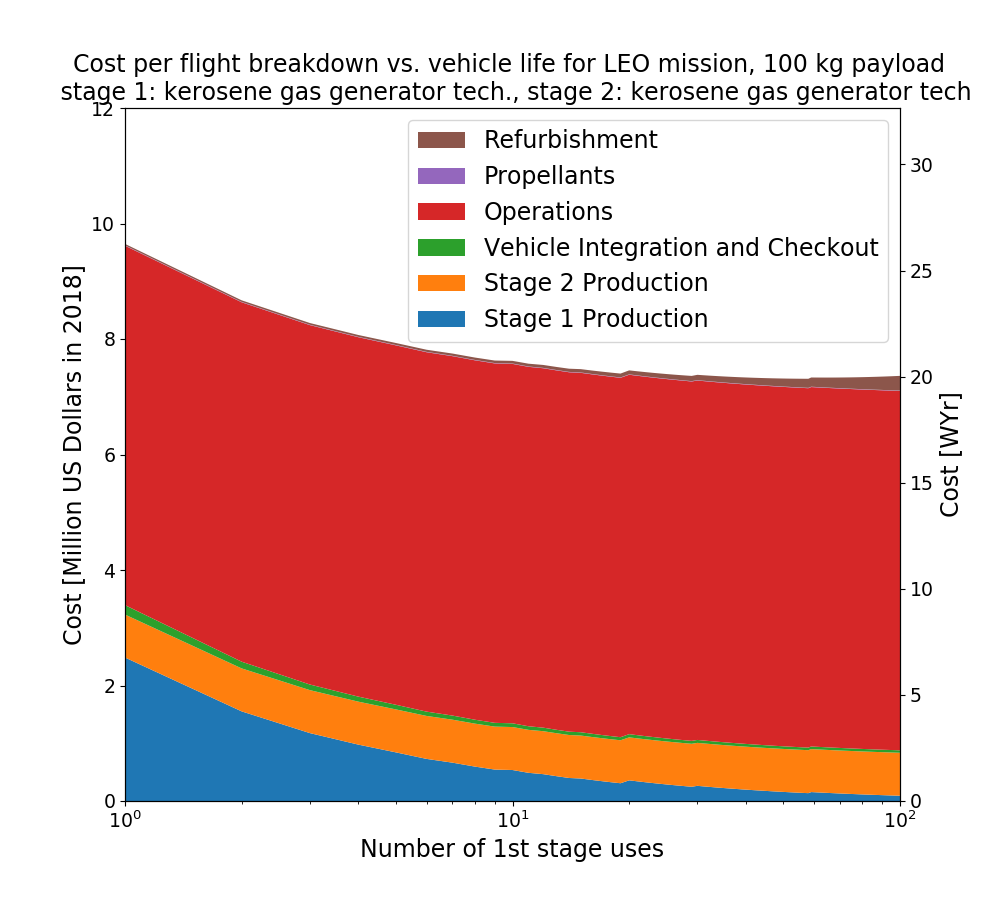 Cost per flight breakdown vs. vehicle life for LEO mission, 100 kg payload
stage 1: kerosene gas generator tech., stage 2: kerosene gas generator tech
12
10
8
6
4
2
0
Cost [Million US Dollars in 2018]
Refurbishment
Propellants
Operations
Vehicle Integration and Checkout
Stage 2 Production
Stage 1 Production
30
25
20
15
10
5
0
Cost [WYr]
10⁰
10¹
10²
Number of 1st stage uses